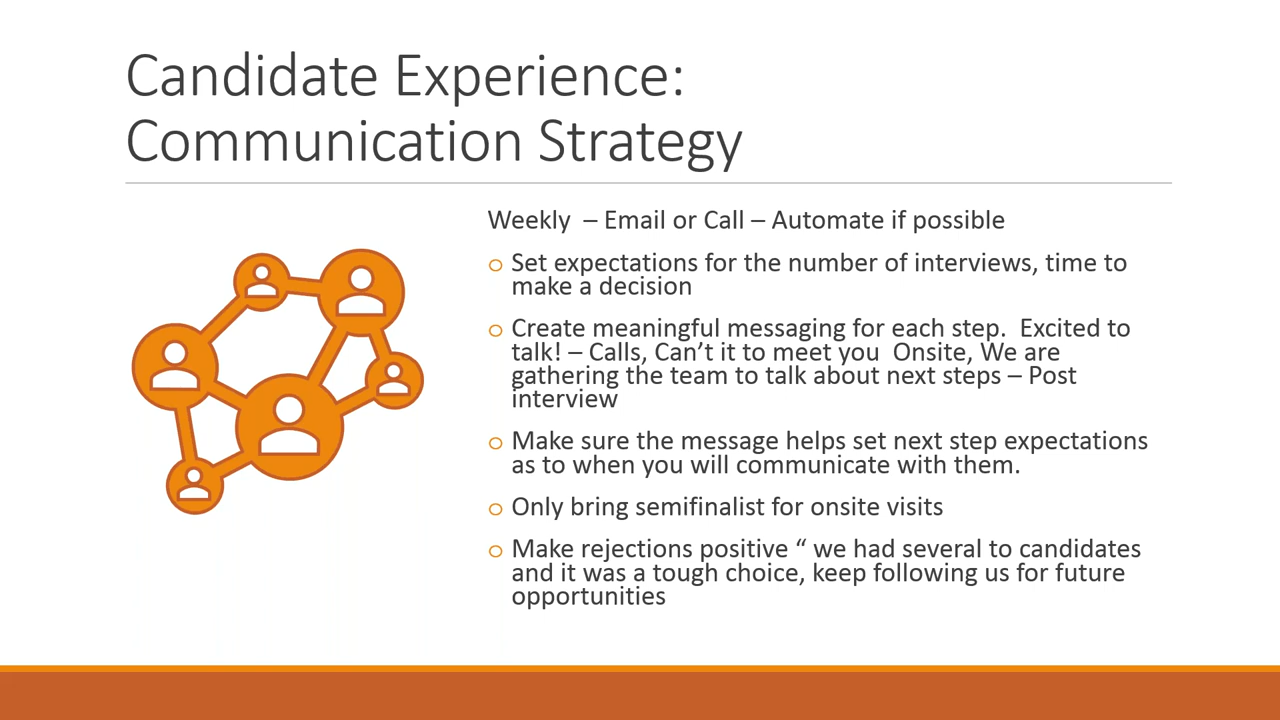 Candidate Experience:
Communication Strategy
Weekly  – Email or Call – Automate if possible
o Set expectations for the number of interviews, time to
make a decision
o Create meaningful messaging for each step.  Excited to
talk! – Calls, Can’t it to meet you  Onsite, We are
gathering the team to talk about next steps – Post
interview
o Make sure the message helps set next step expectations
as to when you will communicate with them.
o Only bring semifinalist for onsite visits
o Make rejections positive “ we had several to candidates
and it was a tough choice, keep following us for future
opportunities